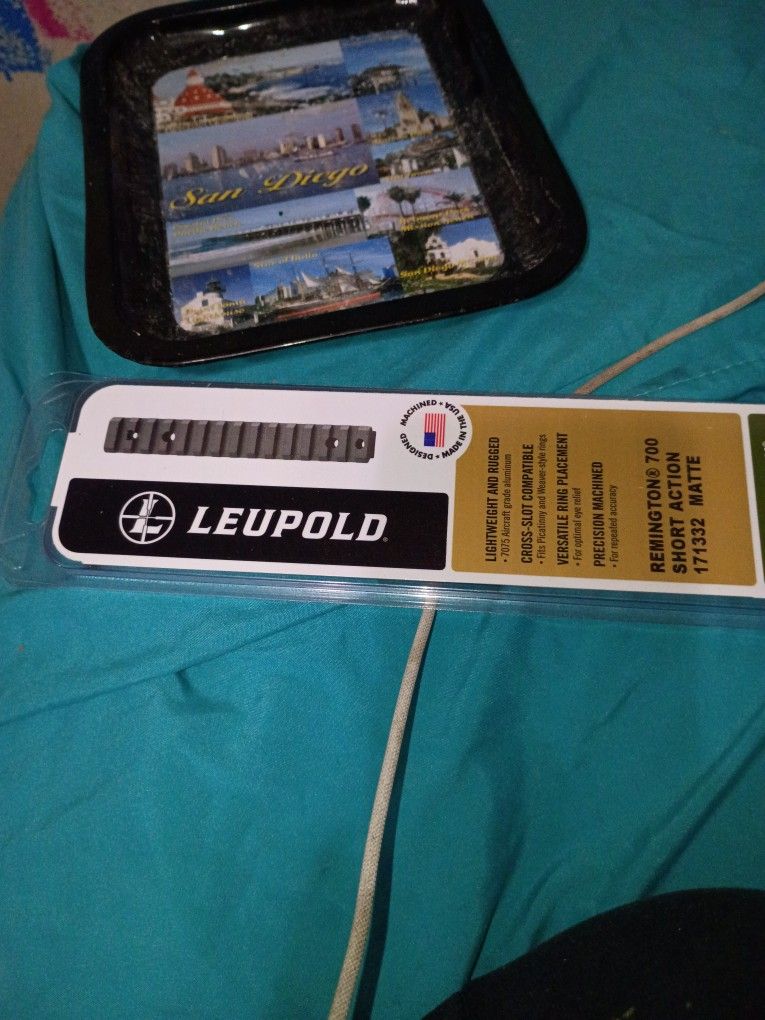 San Diego
LEUPOLD®
DESIGNED ★ MACHINED ★ MADE IN THE USA
LIGHTWEIGHT AND RUGGED
• 7075 Aircraft grade aluminum
CROSS-SLOT COMPATIBLE
• Fits Picatinny and Weaver-style rings
VERSATILE RING PLACEMENT
• For optimal eye relief
PRECISION MACHINED
• For repeated accuracy
REMINGTON® 700
SHORT ACTION
171332 MATTE